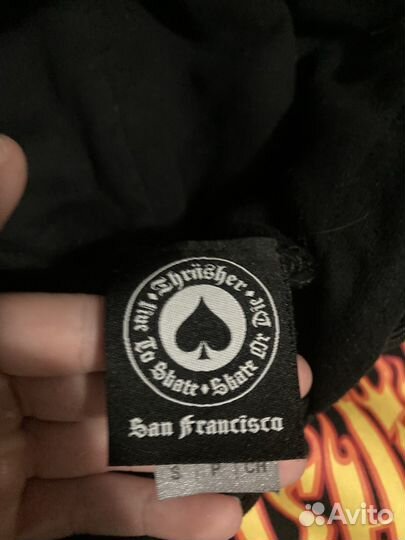 Thrasher
Live To Skate • Skate Or Die
San Francisco
S P CH
Avito